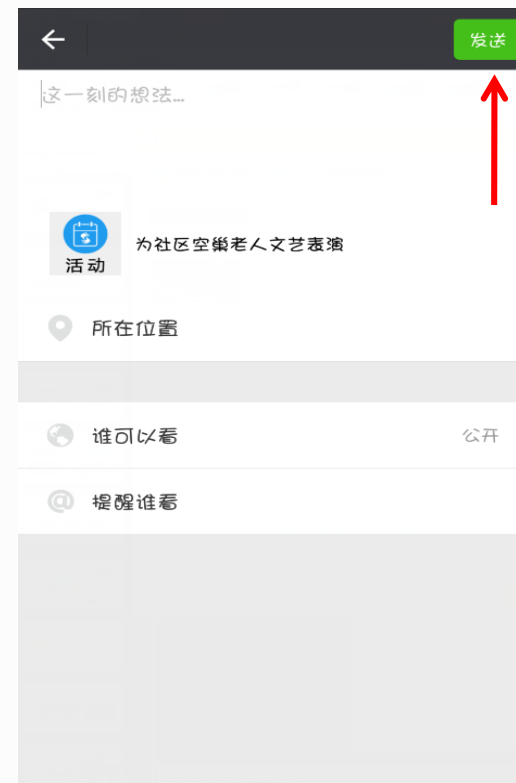 发送
这一刻的想法...
活动
为社区空巢老人文艺表演
所在位置
谁可以看 公开
@ 提醒谁看